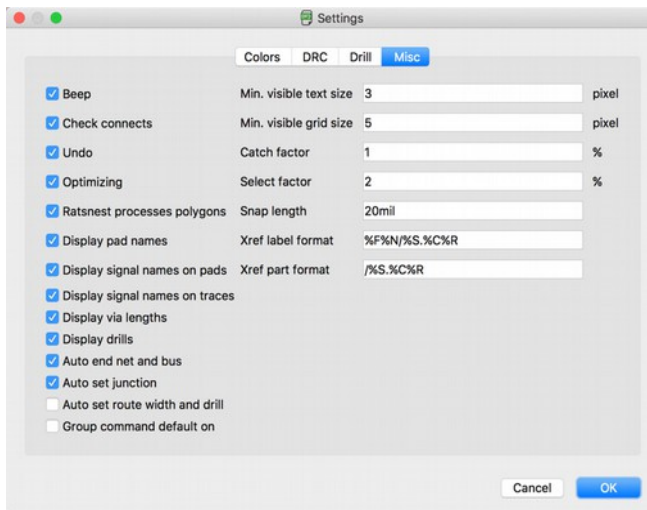 Settings
Colors DRC Drill Misc
Beep Min. visible text size 3 pixel
Check connects Min. visible grid size 5 pixel
Undo Catch factor 1 %
Optimizing Select factor 2 %
Ratsnest processes polygons Snap length 20mil
Display pad names Xref label format %F%N/%S.%C%R
Display signal names on pads Xref part format /%S.%C%R
Display signal names on traces
Display via lengths
Display drills
Auto end net and bus
Auto set junction
Auto set route width and drill
Group command default on
Cancel OK